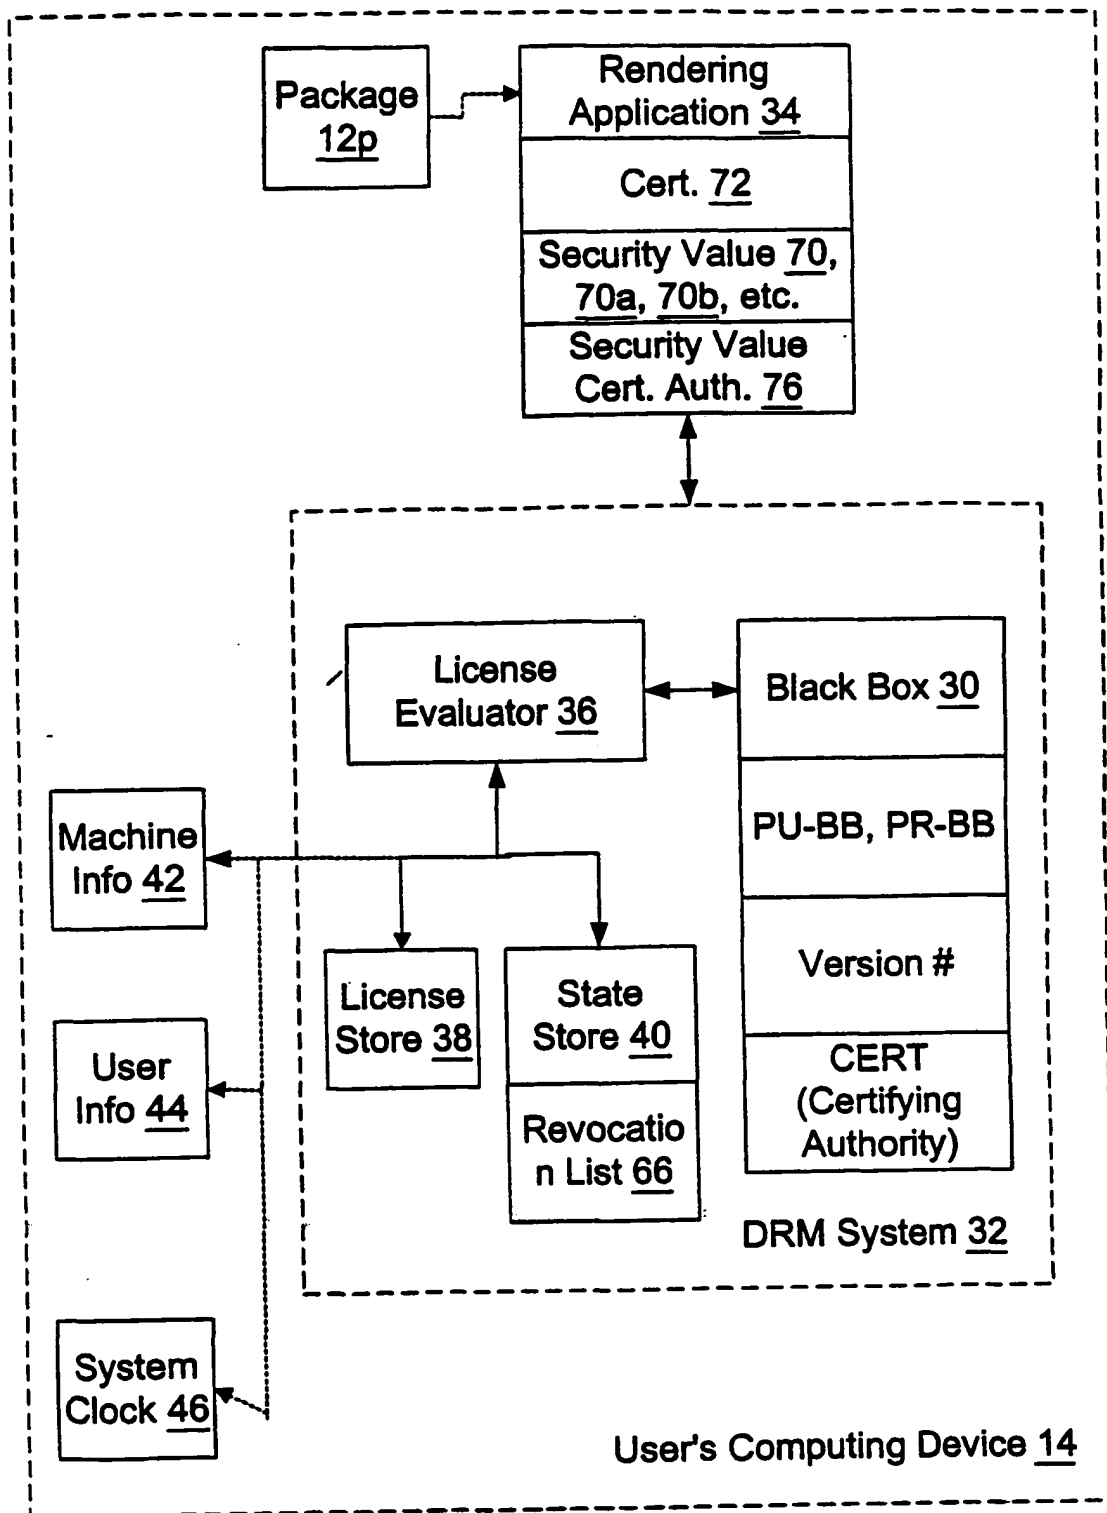 Package
12p
Rendering
Application 34
Cert. 72
Security Value 70,
70a, 70b, etc.
Security Value
Cert. Auth. 76
License
Evaluator 36
Black Box 30
PU-BB, PR-BB
Version #
CERT
(Certifying
Authority)
Machine
Info 42
License
Store 38
State
Store 40
Revocatio
n List 66
User
Info 44
DRM System 32
System
Clock 46
User's Computing Device 14